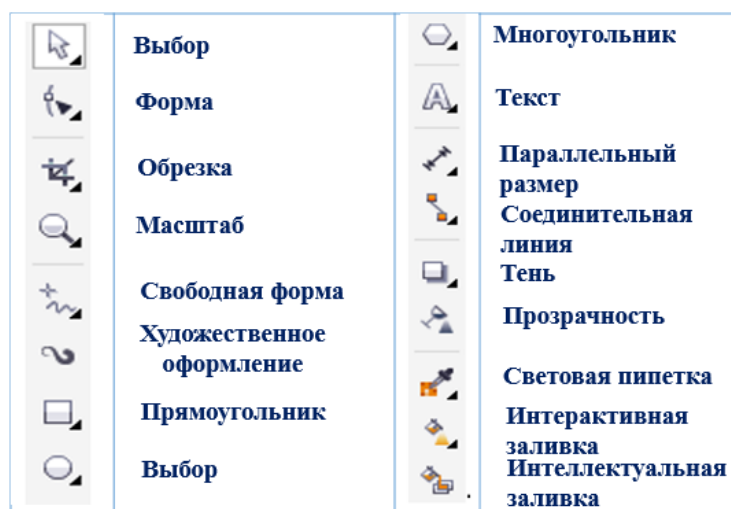 Выбор
Форма
Обрезка
Масштаб
Свободная форма
Художественное
оформление
Прямоугольник
Выбор
Многоугольник
Текст
Параллельный
размер
Соединительная
линия
Тень
Прозрачность
Световая пипетка
Интерактивная
заливка
Интеллектуальная
заливка
.